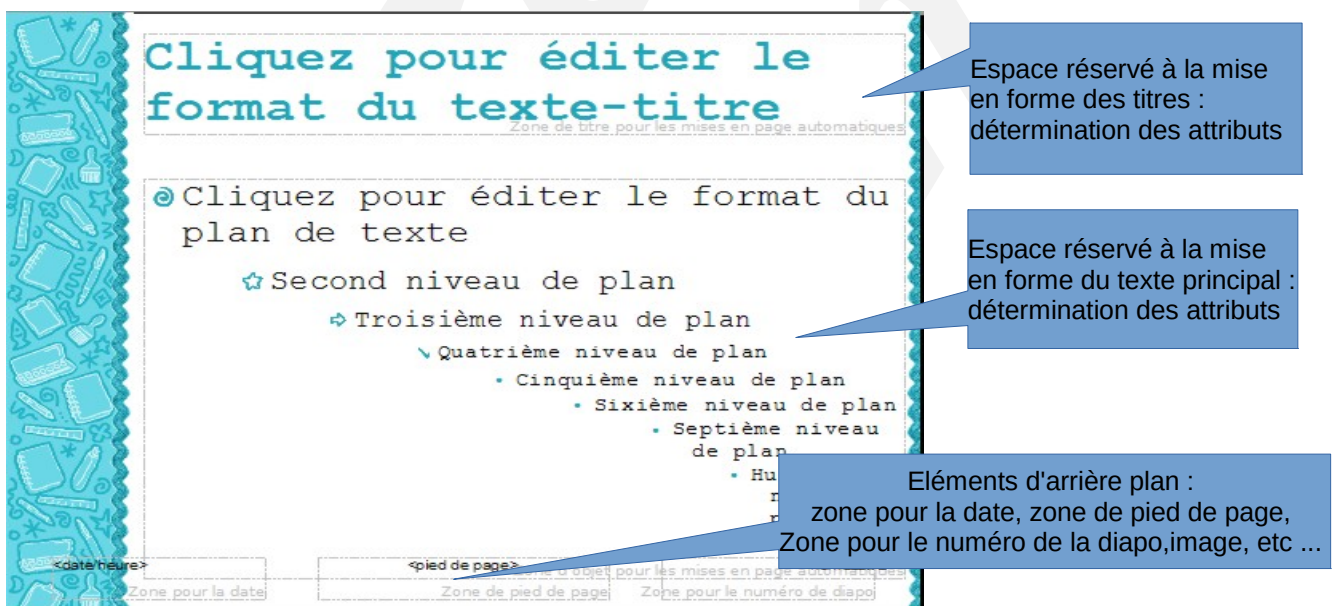 Cliquez pour éditer le
format du texte-titre
Zone de titre pour les mises en page automatiques
Espace réservé à la mise
en forme des titres :
détermination des attributs
Cliquez pour éditer le format du
plan de texte
Second niveau de plan
Troisième niveau de plan
Quatrième niveau de plan
Cinquième niveau de plan
Sixième niveau de plan
Septième niveau
de plan
Espace réservé à la mise
en forme du texte principal :
détermination des attributs
Eléments d'arrière plan :
zone pour la date, zone de pied de page,
Zone pour le numéro de la diapo,image, etc ...
<date/heure>
<pied de page>
d'objet pour les mises en page automatiques
Zone pour la date
Zone de pied de page
Zone pour le numéro de diapo